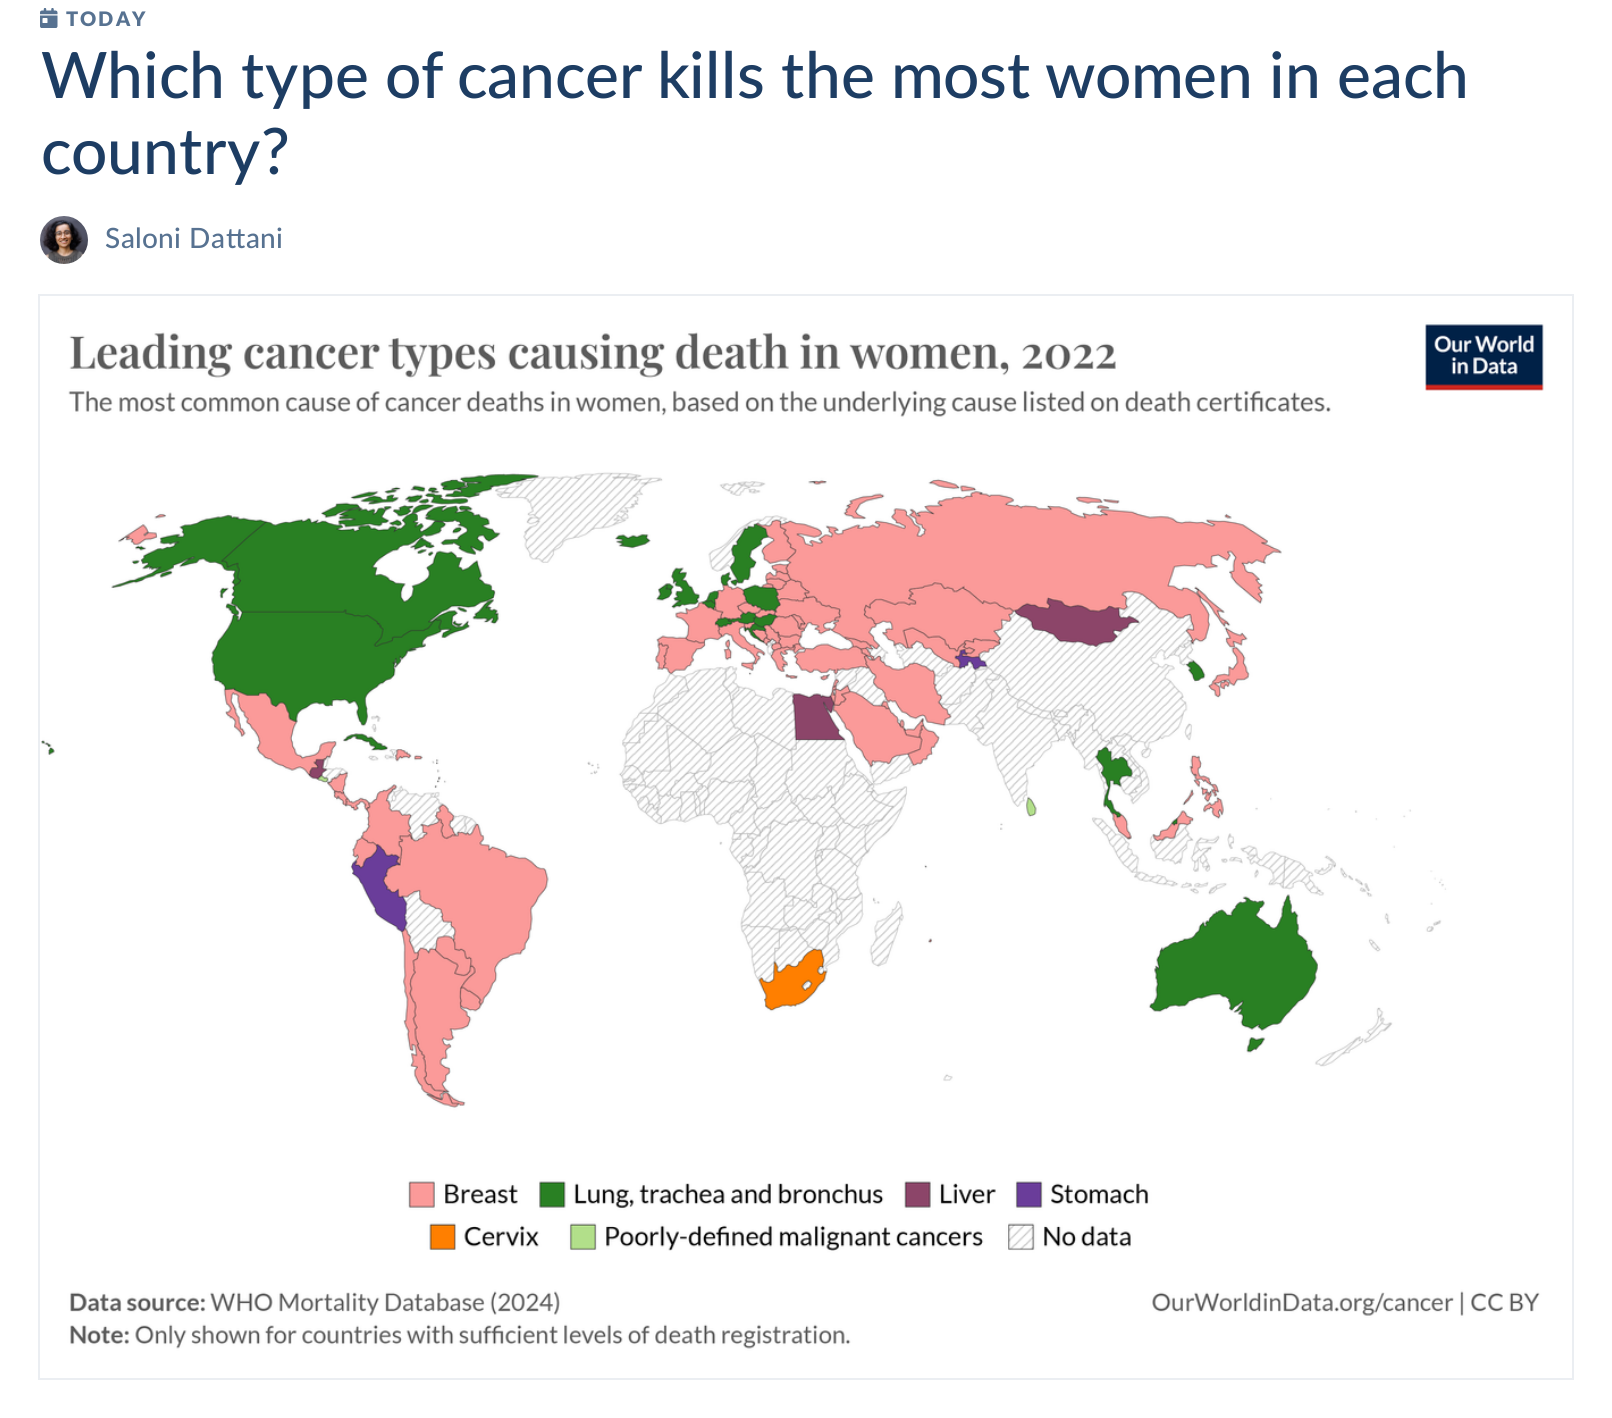 TODAY
Which type of cancer kills the most women in each
country?
Saloni Dattani
Leading cancer types causing death in women, 2022
Our World
in Data
The most common cause of cancer deaths in women, based on the underlying cause listed on death certificates.
Breast
Lung, trachea and bronchus
Liver
Stomach
Cervix
Poorly-defined malignant cancers
No data
Data source: WHO Mortality Database (2024)
OurWorldinData.org/cancer | CC BY
Note: Only shown for countries with sufficient levels of death registration.